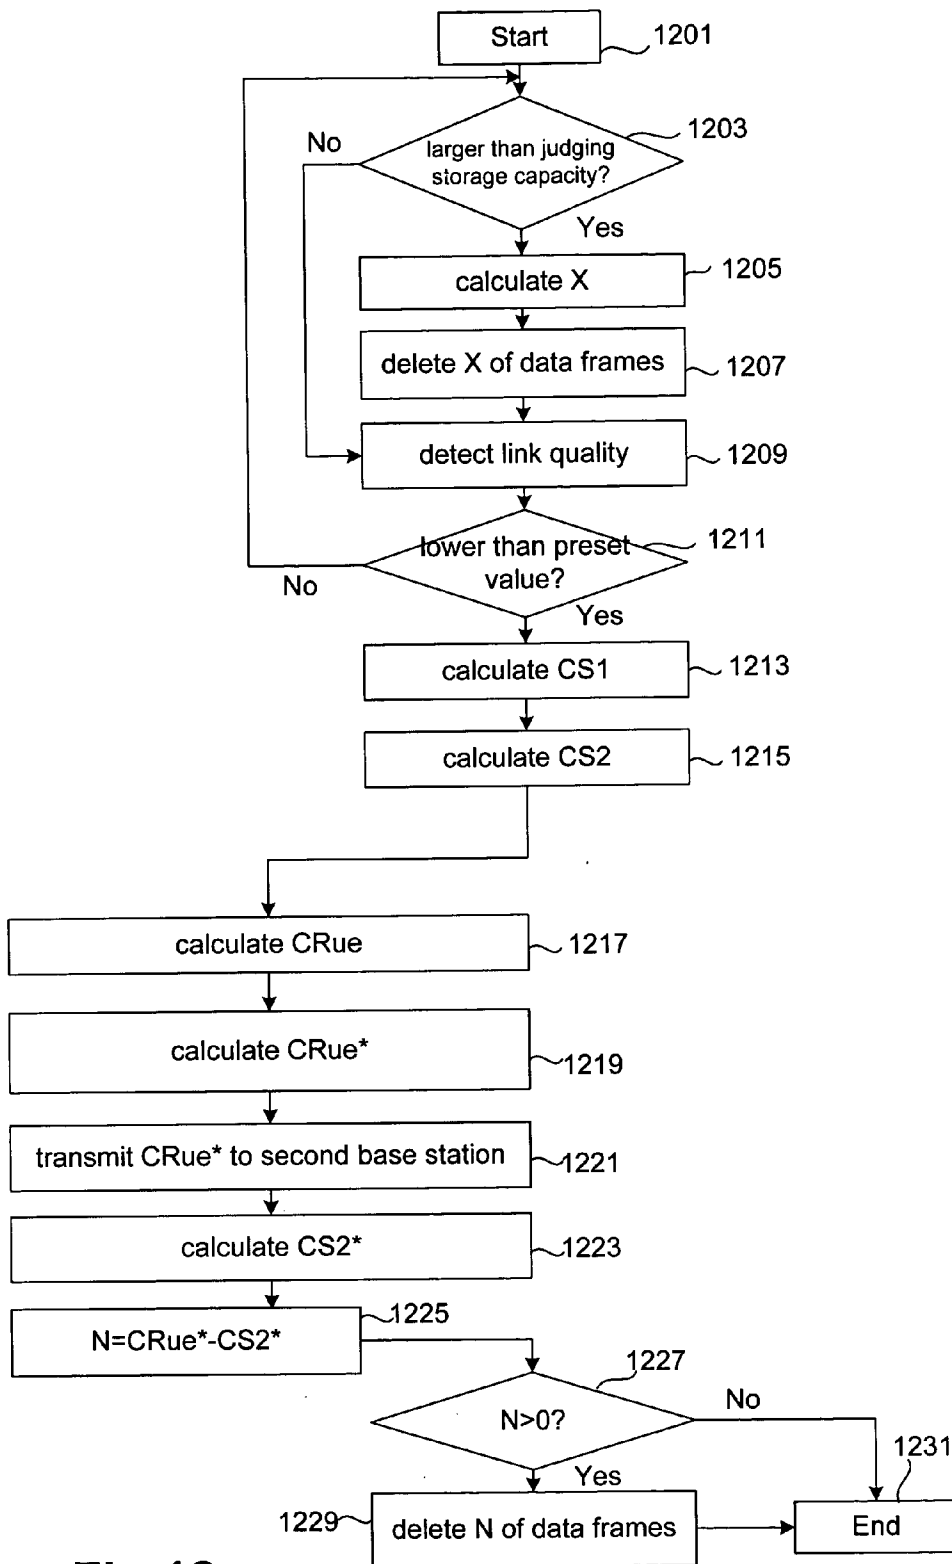 Start
1201
No
larger than judging
storage capacity?
1203
Yes
calculate X
1205
delete X of data frames
1207
detect link quality
1209
lower than preset
value?
1211
No
Yes
calculate CS1
1213
calculate CS2
1215
calculate CRue
1217
calculate CRue*
1219
transmit CRue* to second base station
1221
calculate CS2*
1223
N=CRue*-CS2*
1225
1227
N>0?
No
Yes
1231
1229
delete N of data frames
End